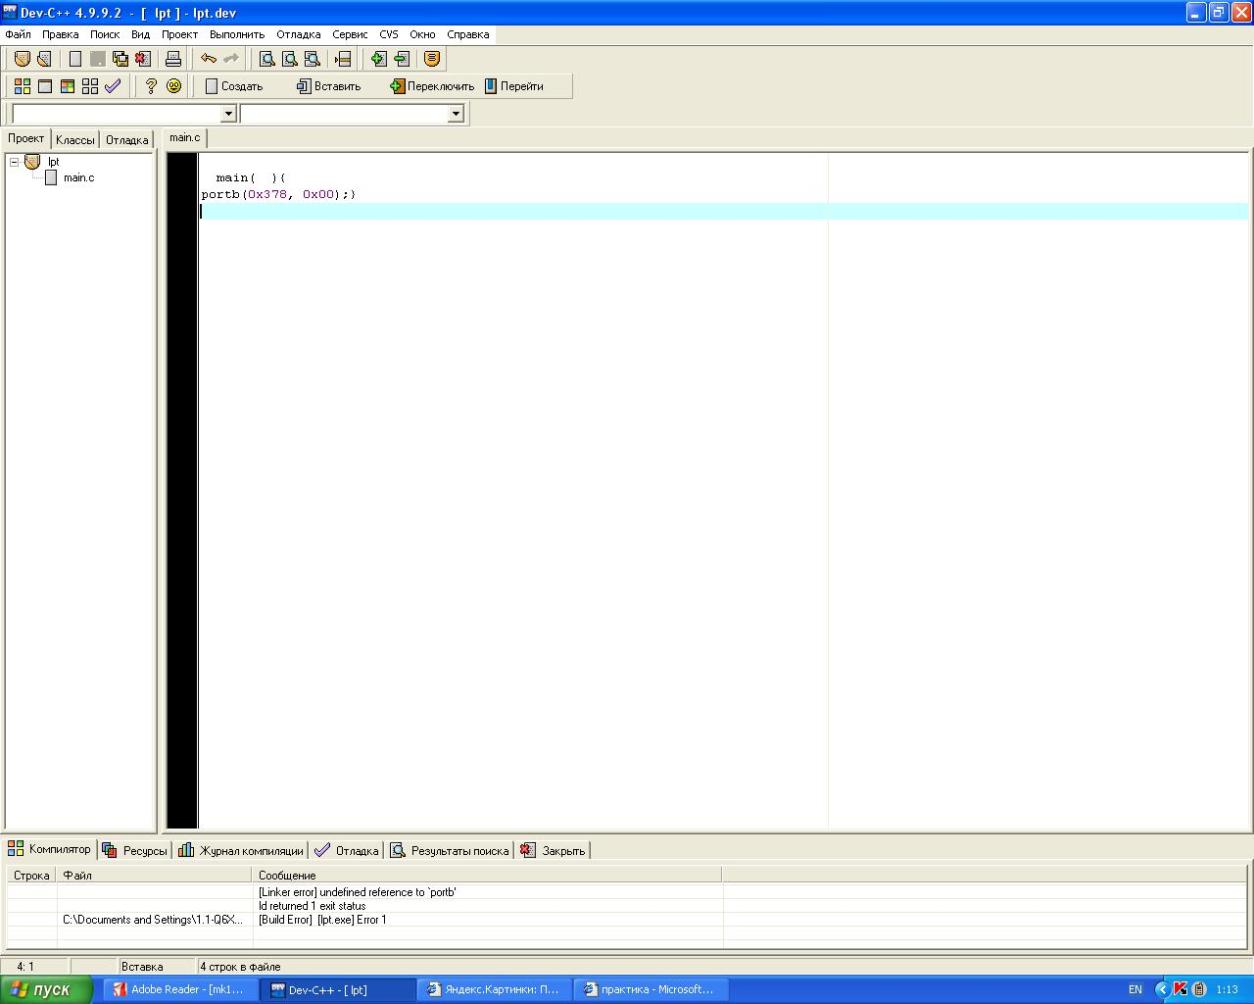 Dev-C++ 4.9.9.2 - [ lpt ] - lpt.dev
Файл Правка Поиск Вид Проект Выполнить Отладка Сервис CVS Окно Справка
Создать Вставить Переключить Перейти
Проект Классы Отладка main.c
lpt
main.c
main( ){
portb(0x378, 0x00);}
Компилятор Ресурсы Журнал компиляции Отладка Результаты поиска Закрыть
Строка Файл Сообщение
[Linker error] undefined reference to `portb'
ld returned 1 exit status
C:\Documents and Settings\1.1-Q6X... [Build Error] [lpt.exe] Error 1
4: 1 Вставка 4 строк в файле
пуск Adobe Reader - [mk1... Dev-C++ - [ lpt] Яндекс.Картинки: П... практика - Microsoft... EN 1:13